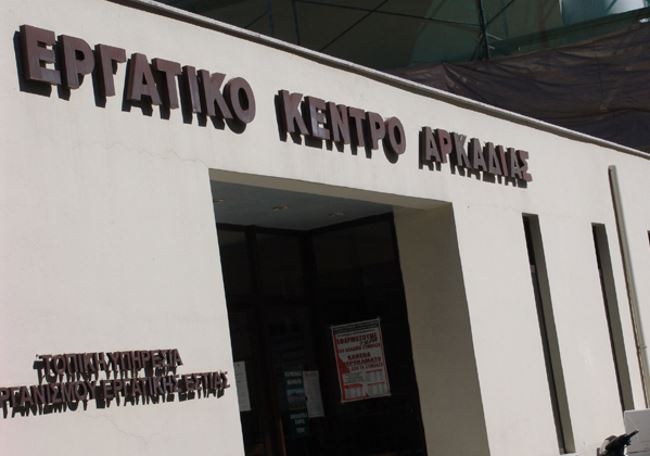 ΕΡΓΑΤΙΚΟ ΚΕΝΤΡΟ ΑΡΚΑΔΙΑΣ
ΤΟΠΙΚΗ ΥΠΗΡΕΣΙΑ
ΟΡΓΑΝΙΣΜΟΥ ΕΡΓΑΤΙΚΗΣ ΕΣΤΙΑΣ